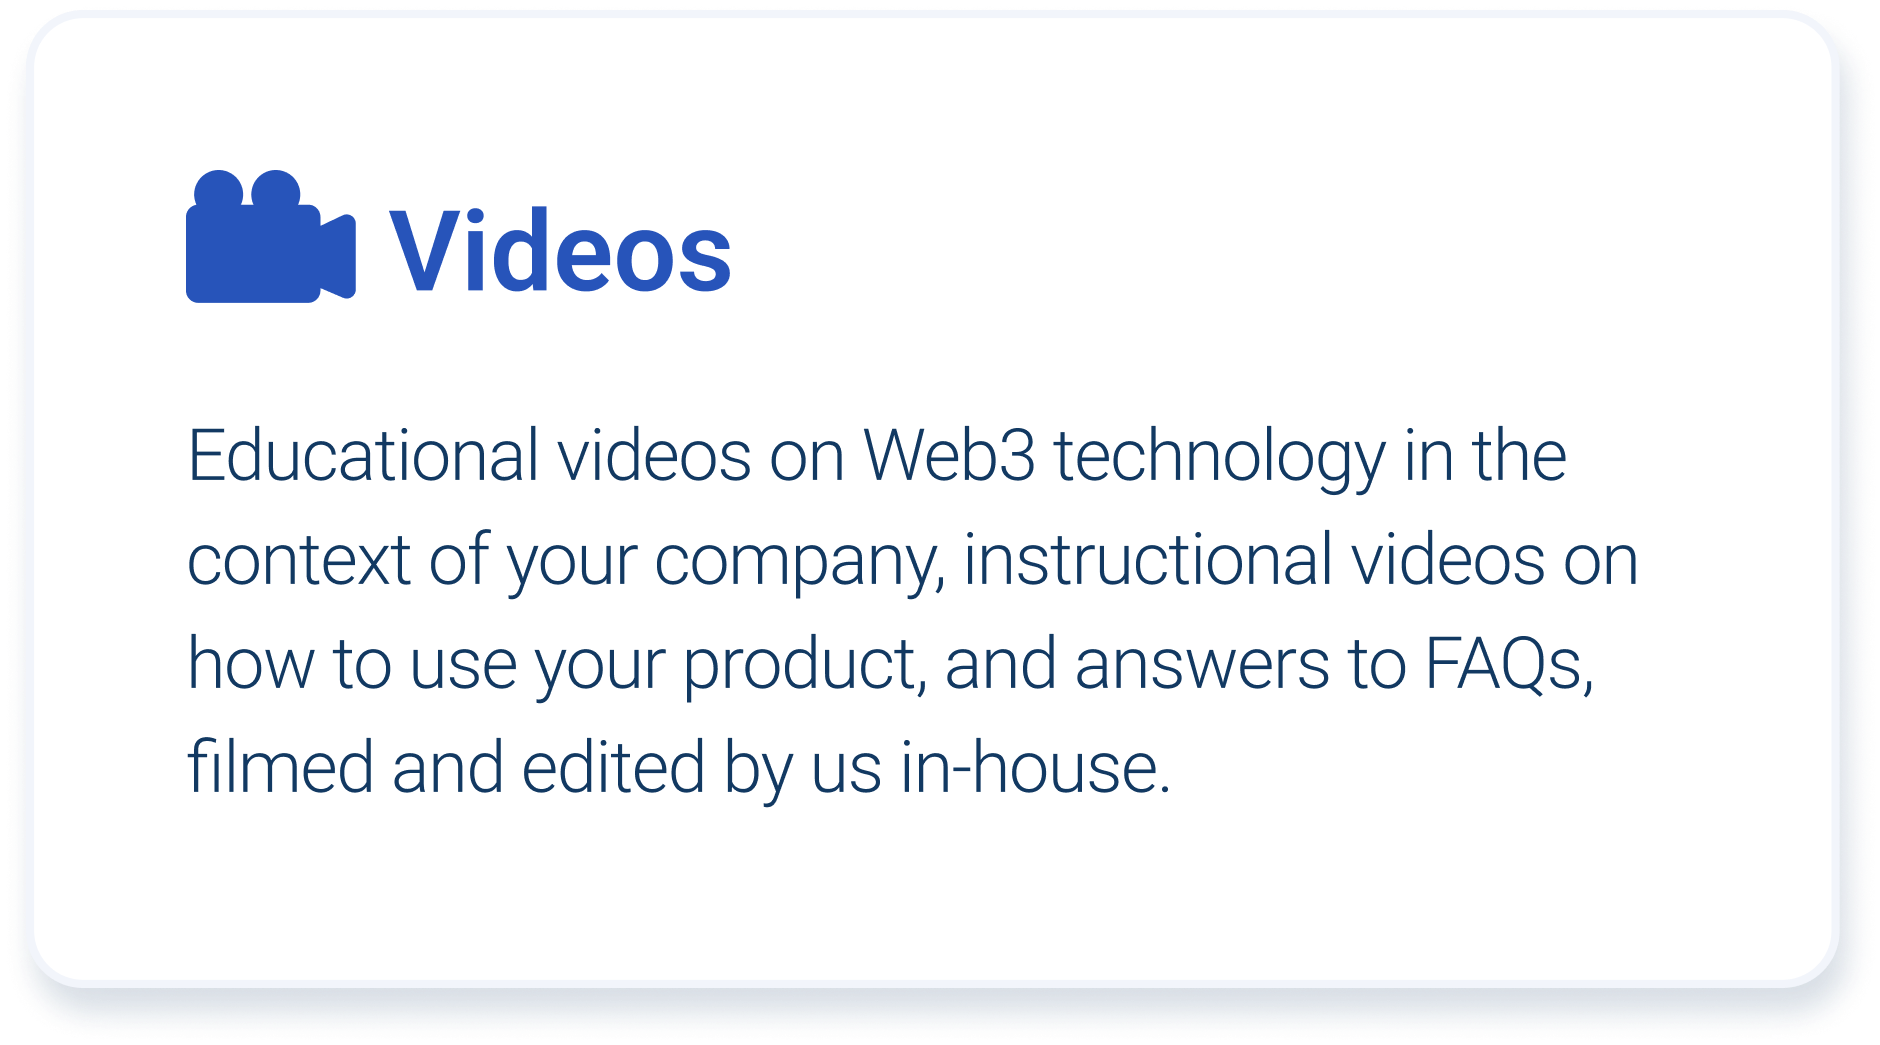 Videos
Educational videos on Web3 technology in the
context of your company, instructional videos on
how to use your product, and answers to FAQs,
filmed and edited by us in-house.